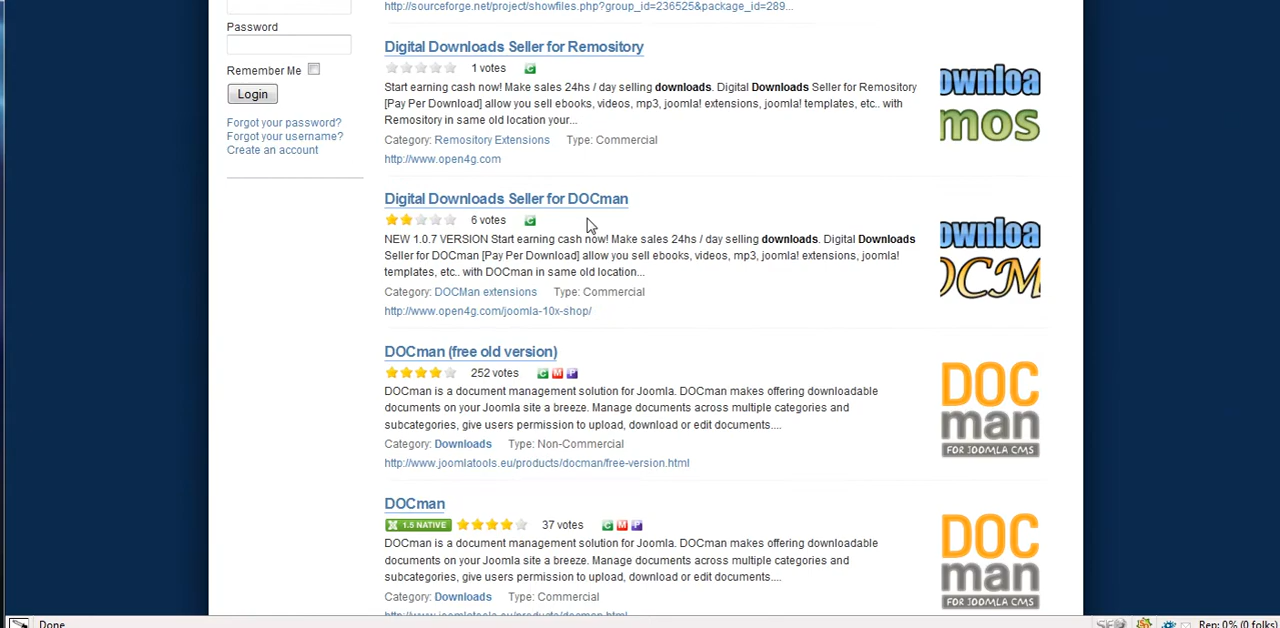 http://sourceforge.net/project/showfiles.php?group_id=236525&package_id=289...
Password
Remember Me
Login
Forgot your password?
Forgot your username?
Create an account
Digital Downloads Seller for Remository
1 votes C
Start earning cash now! Make sales 24hs / day selling downloads. Digital Downloads Seller for Remository
[Pay Per Download] allow you sell ebooks, videos, mp3, joomla! extensions, joomla! templates, etc.. with
Remository in same old location your...
Category: Remository Extensions Type: Commercial
http://www.open4g.com
ownloa
mos
Digital Downloads Seller for DOCman
6 votes C
NEW 1.0.7 VERSION Start earning cash now! Make sales 24hs / day selling downloads. Digital Downloads
Seller for DOCman [Pay Per Download] allow you sell ebooks, videos, mp3, joomla! extensions, joomla!
templates, etc.. with DOCman in same old location...
Category: DOCMan extensions Type: Commercial
http://www.open4g.com/joomla-10x-shop/
ownloa
OCM
DOCman (free old version)
252 votes C M P
DOCman is a document management solution for Joomla. DOCman makes offering downloadable
documents on your Joomla site a breeze. Manage documents across multiple categories and
subcategories, give users permission to upload, download or edit documents....
Category: Downloads Type: Non-Commercial
http://www.joomlatools.eu/products/docman/free-version.html
DOC
man
FOR JOOMLA CMS
DOCman
1.5 NATIVE 37 votes C M P
DOCman is a document management solution for Joomla. DOCman makes offering downloadable
documents on your Joomla site a breeze. Manage documents across multiple categories and
subcategories, give users permission to upload, download or edit documents....
Category: Downloads Type: Commercial
http://www.joomlatools.eu/products/docman.html
DOC
man
FOR JOOMLA CMS
Done
Rep: 0% (0 folks)